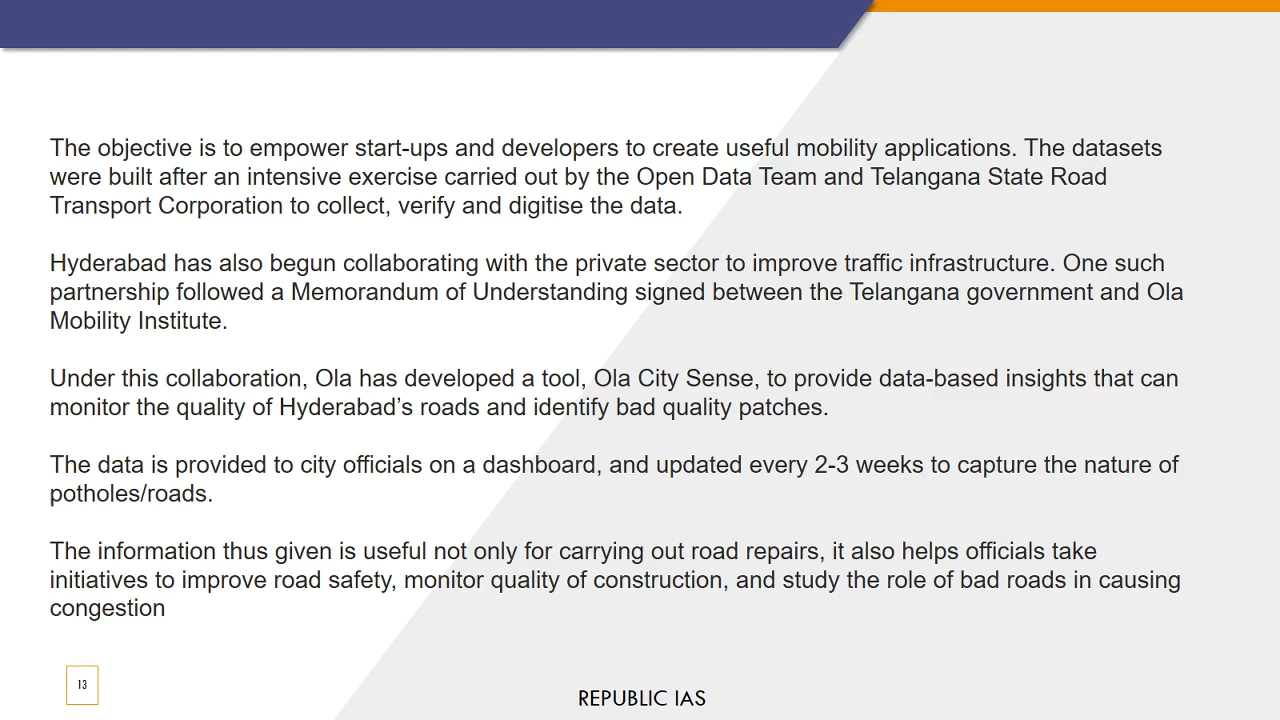 The objective is to empower start-ups and developers to create useful mobility applications. The datasets
were built after an intensive exercise carried out by the Open Data Team and Telangana State Road
Transport Corporation to collect, verify and digitise the data.
Hyderabad has also begun collaborating with the private sector to improve traffic infrastructure. One such
partnership followed a Memorandum of Understanding signed between the Telangana government and Ola
Mobility Institute.
Under this collaboration, Ola has developed a tool, Ola City Sense, to provide data-based insights that can
monitor the quality of Hyderabad’s roads and identify bad quality patches.
The data is provided to city officials on a dashboard, and updated every 2-3 weeks to capture the nature of
potholes/roads.
The information thus given is useful not only for carrying out road repairs, it also helps officials take
initiatives to improve road safety, monitor quality of construction, and study the role of bad roads in causing
congestion
13
REPUBLIC IAS